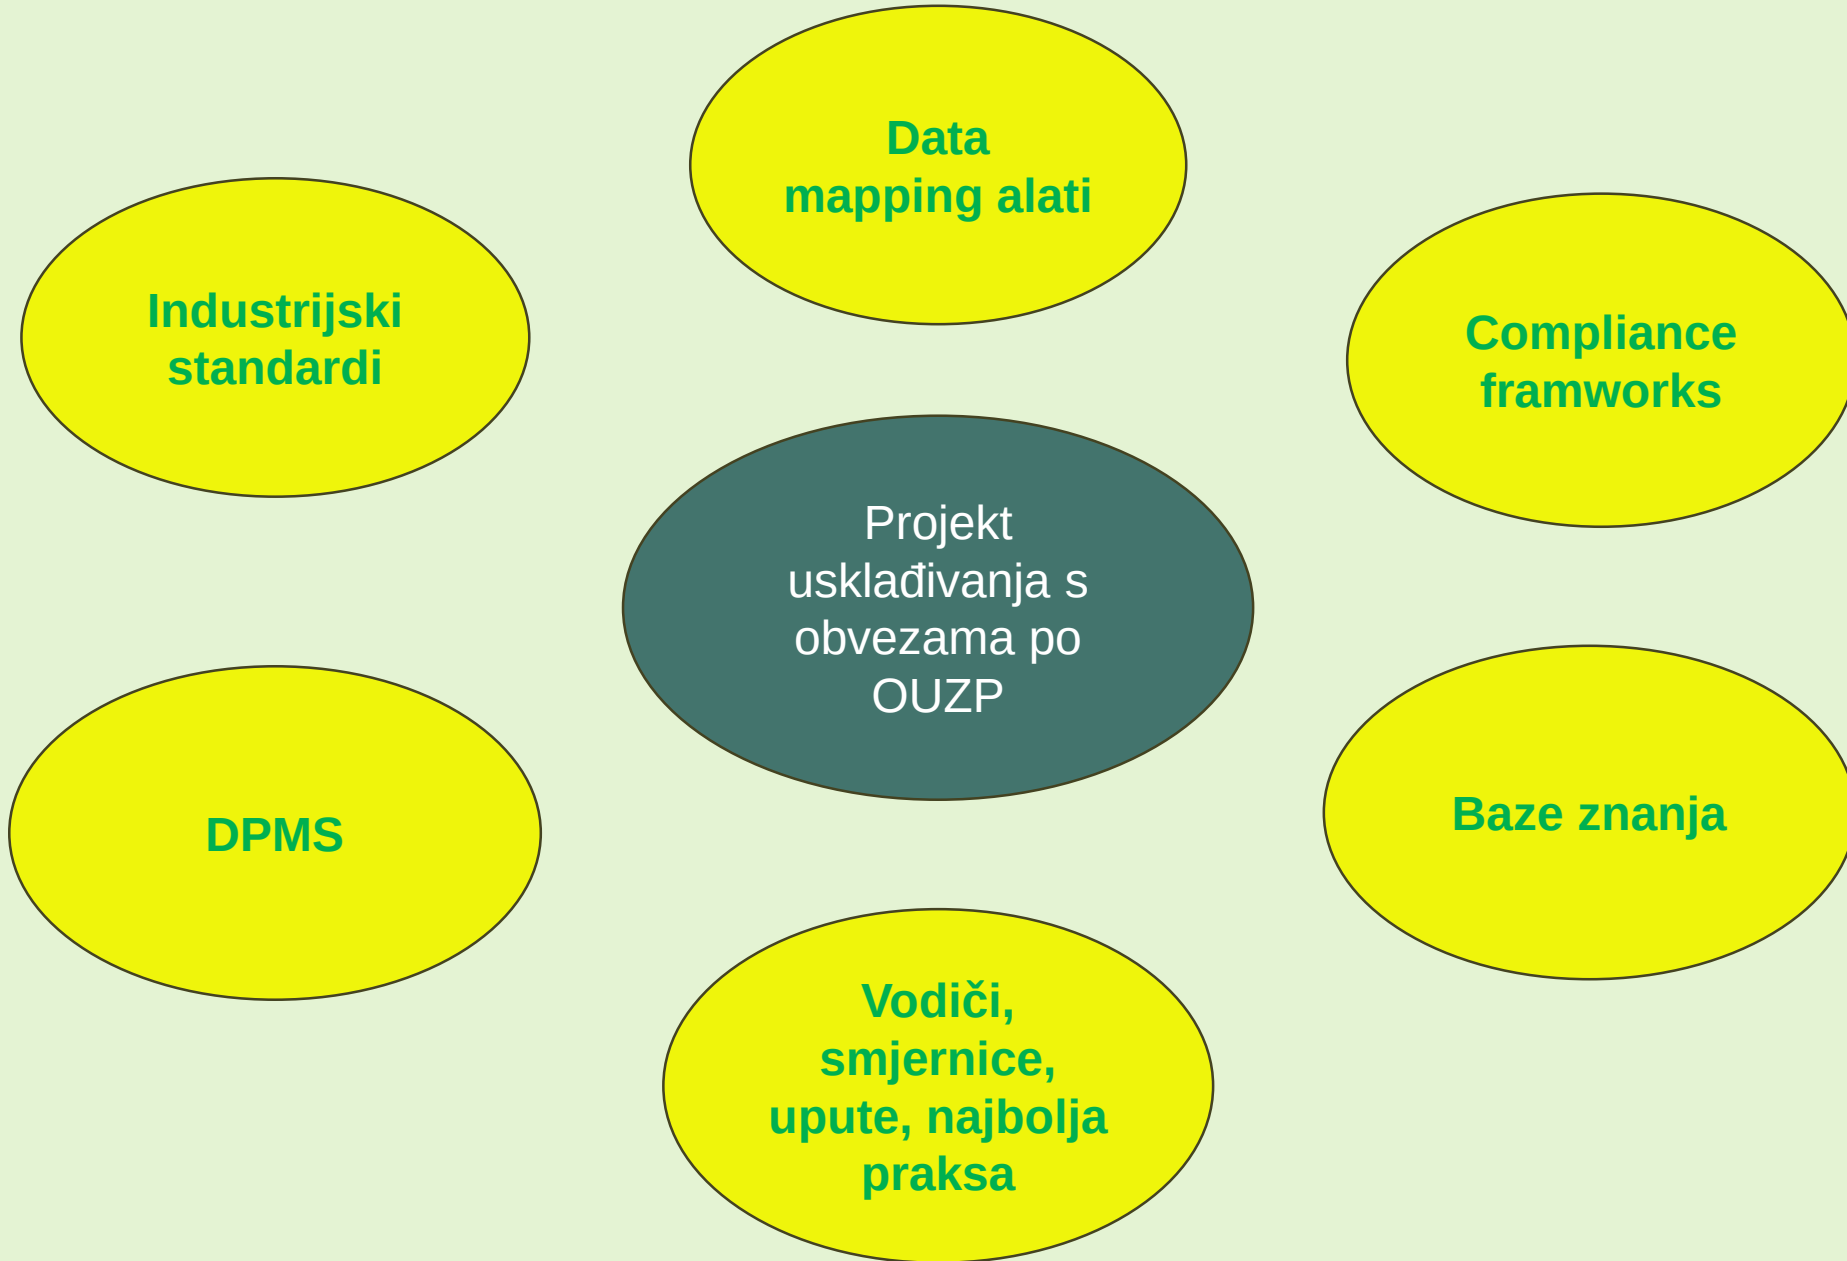 Data
mapping alati
Industrijski
standardi
Compliance
framworks
Projekt
usklađivanja s
obvezama po
OUZP
DPMS
Baze znanja
Vodiči,
smjernice,
upute, najbolja
praksa